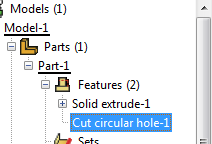 Models (1)
Model-1
Parts (1)
Part-1
Features (2)
Solid extrude-1
Cut circular hole-1
Sets